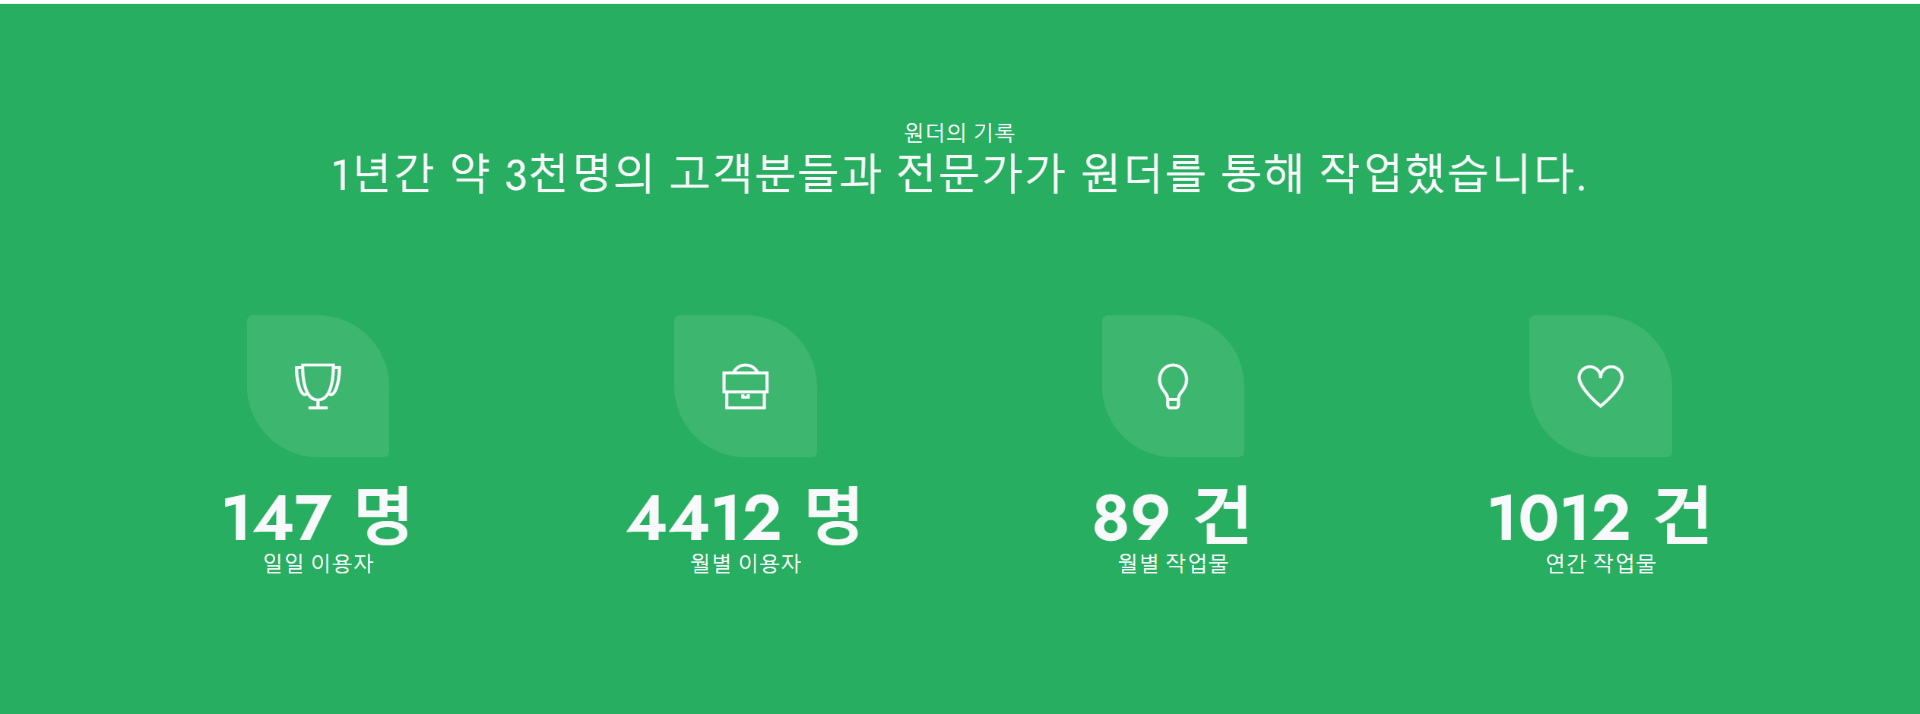 원더의 기록
1년간 약 3천명의 고객분들과 전문가가 원더를 통해 작업했습니다.
147 명
일일 이용자
4412 명
월별 이용자
89 건
월별 작업물
1012 건
연간 작업물